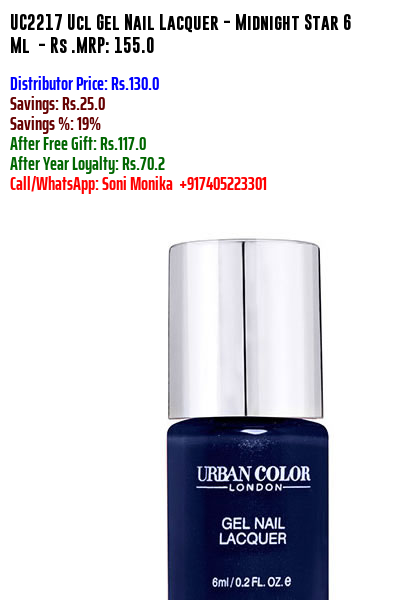 UC2217 Ucl Gel Nail Lacquer - Midnight Star 6
Ml - Rs .MRP: 155.0
Distributor Price: Rs.130.0
Savings: Rs.25.0
Savings %: 19%
After Free Gift: Rs.117.0
After Year Loyalty: Rs.70.2
Call/WhatsApp: Soni Monika +917405223301
URBAN COLOR
LONDON
GEL NAIL
LACQUER
6ml/0.2 FL. OZ. e